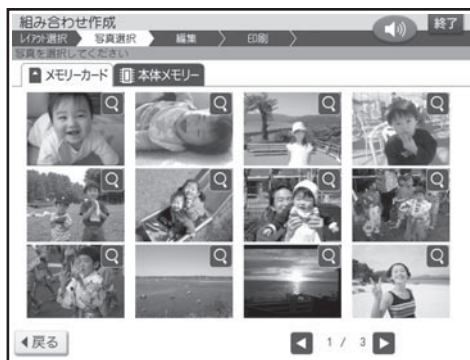 組み合わせ作成
終了
レイアウト選択 写真選択 編集 印刷
写真を選択してください
メモリーカード 本体メモリー
戻る 1 / 3